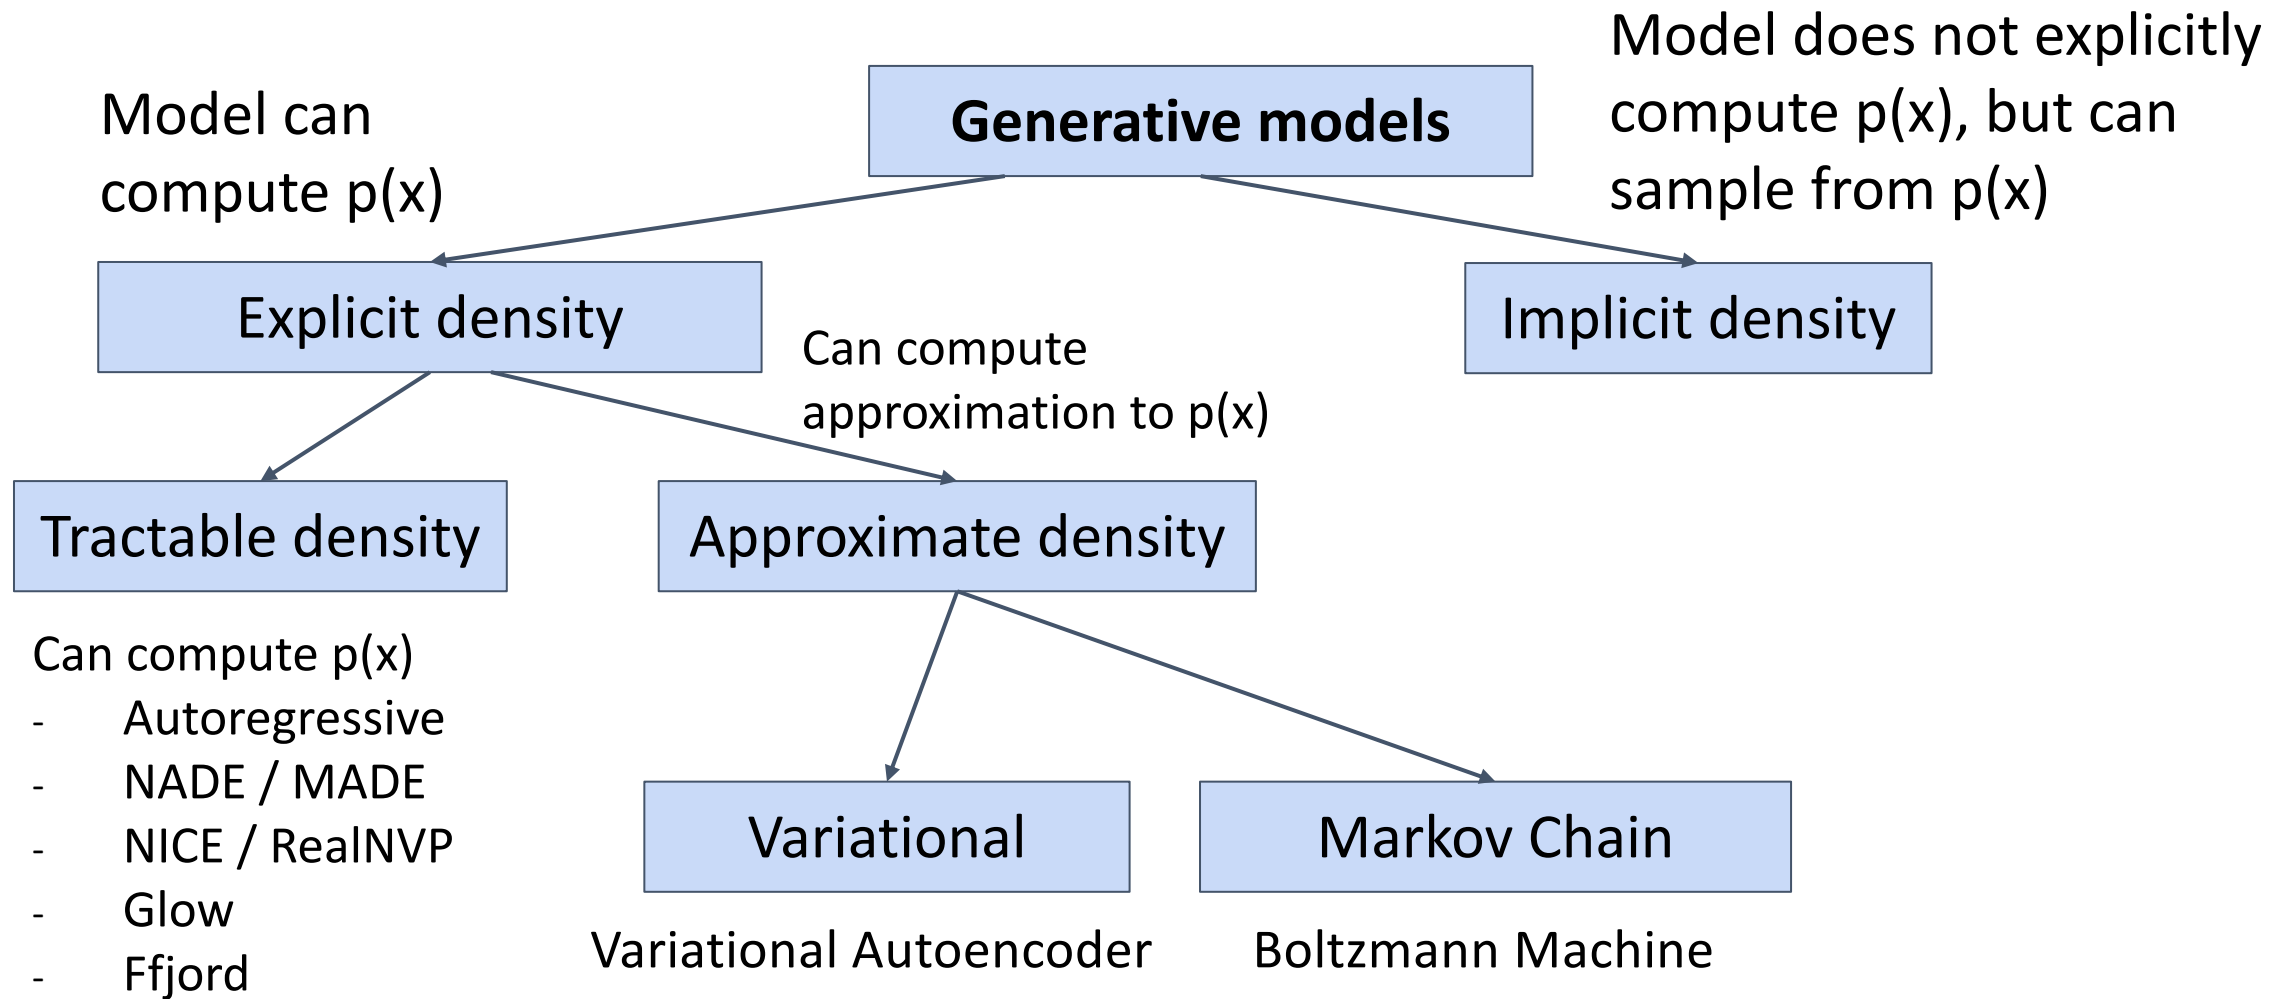 Generative models
Model can
compute p(x)
Model does not explicitly
compute p(x), but can
sample from p(x)
Explicit density
Implicit density
Can compute
approximation to p(x)
Tractable density
Approximate density
Can compute p(x)
- Autoregressive
- NADE / MADE
- NICE / RealNVP
- Glow
- Ffjord
Variational
Markov Chain
Variational Autoencoder
Boltzmann Machine